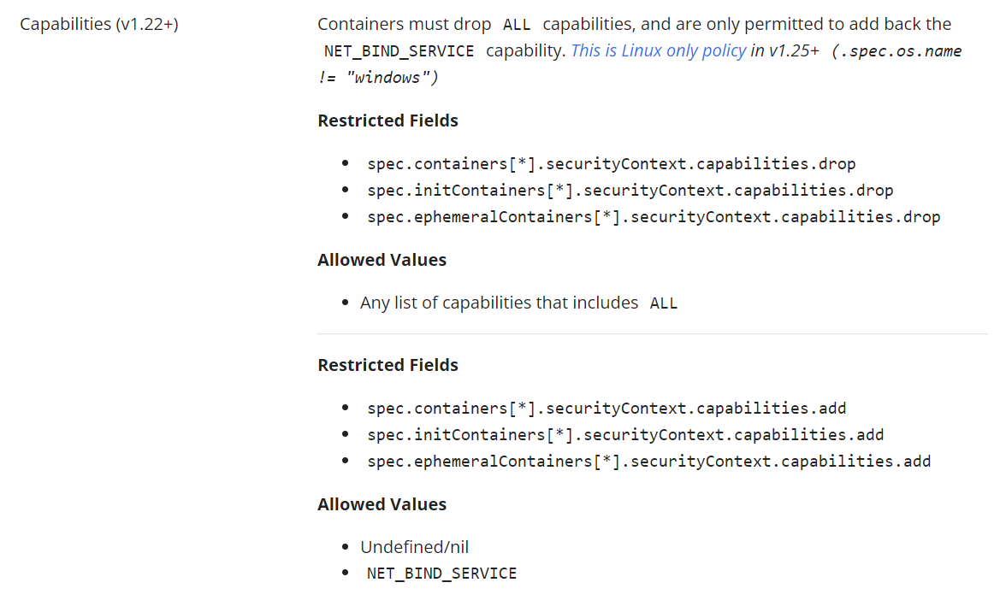 Capabilities (v1.22+)
Containers must drop ALL capabilities, and are only permitted to add back the
NET_BIND_SERVICE capability. This is Linux only policy in v1.25+ (.spec.os.name
!= "windows")
Restricted Fields
• spec.containers[*].securityContext.capabilities.drop
• spec.initContainers[*].securityContext.capabilities.drop
• spec.ephemeralContainers[*].securityContext.capabilities.drop
Allowed Values
• Any list of capabilities that includes ALL
Restricted Fields
• spec.containers[*].securityContext.capabilities.add
• spec.initContainers[*].securityContext.capabilities.add
• spec.ephemeralContainers[*].securityContext.capabilities.add
Allowed Values
• Undefined/nil
• NET_BIND_SERVICE